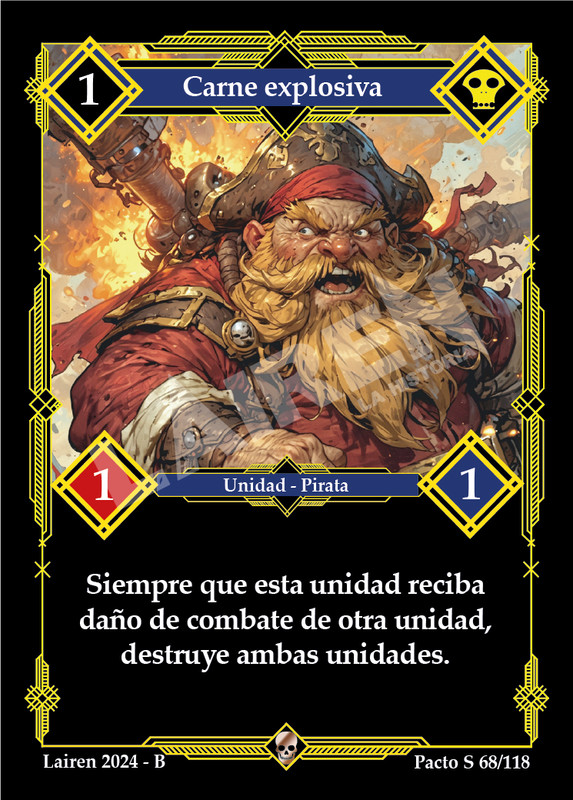 1
Carne explosiva
1
Unidad - Pirata
1
Siempre que esta unidad reciba
daño de combate de otra unidad,
destruye ambas unidades.
Lairen 2024 - B
Pacto S 68/118